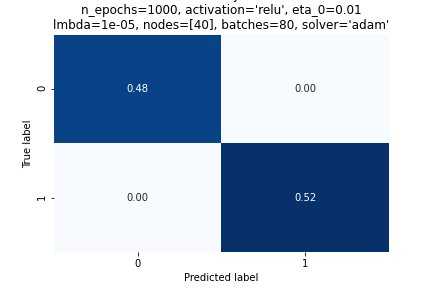 n_epochs=1000, activation='relu', eta_0=0.01
lmbda=1e-05, nodes=[40], batches=80, solver='adam'
0
0.48
0.00
True label
1
0.00
0.52
0
1
Predicted label